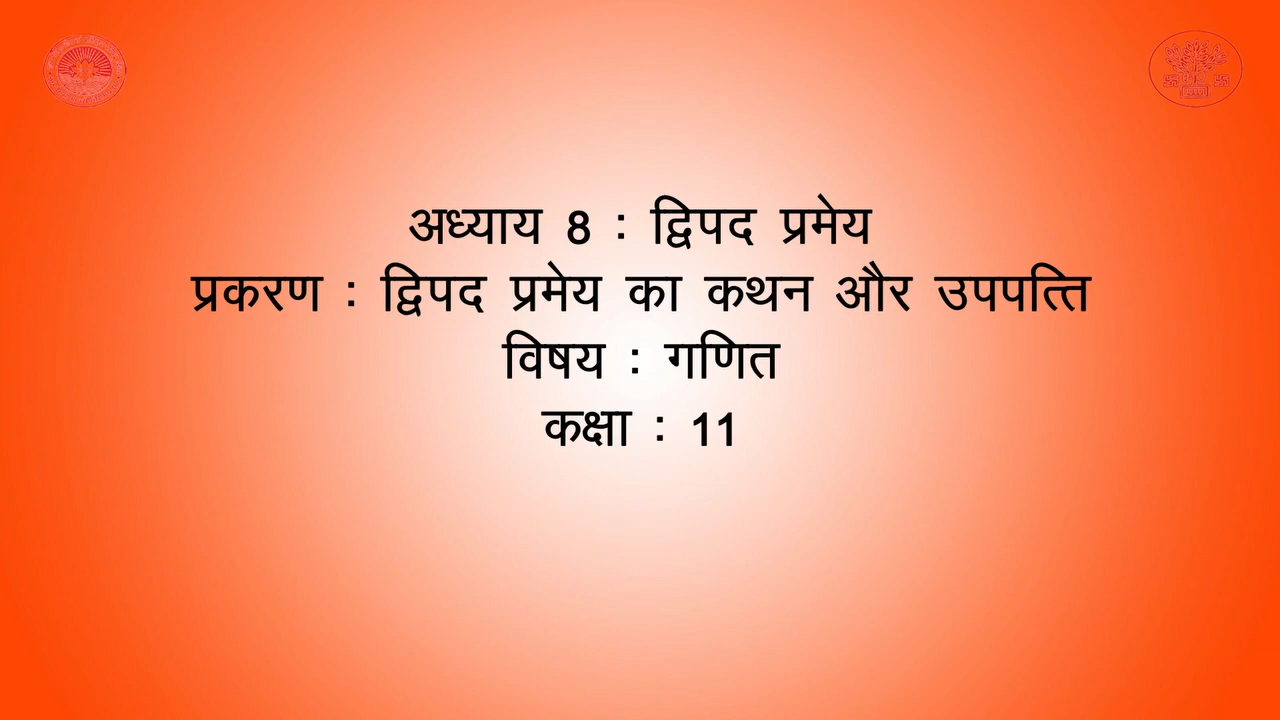 अध्याय 8 : द्विपद प्रमेय
प्रकरण : द्विपद प्रमेय का कथन और उपपत्ति
विषय : गणित
कक्षा : 11